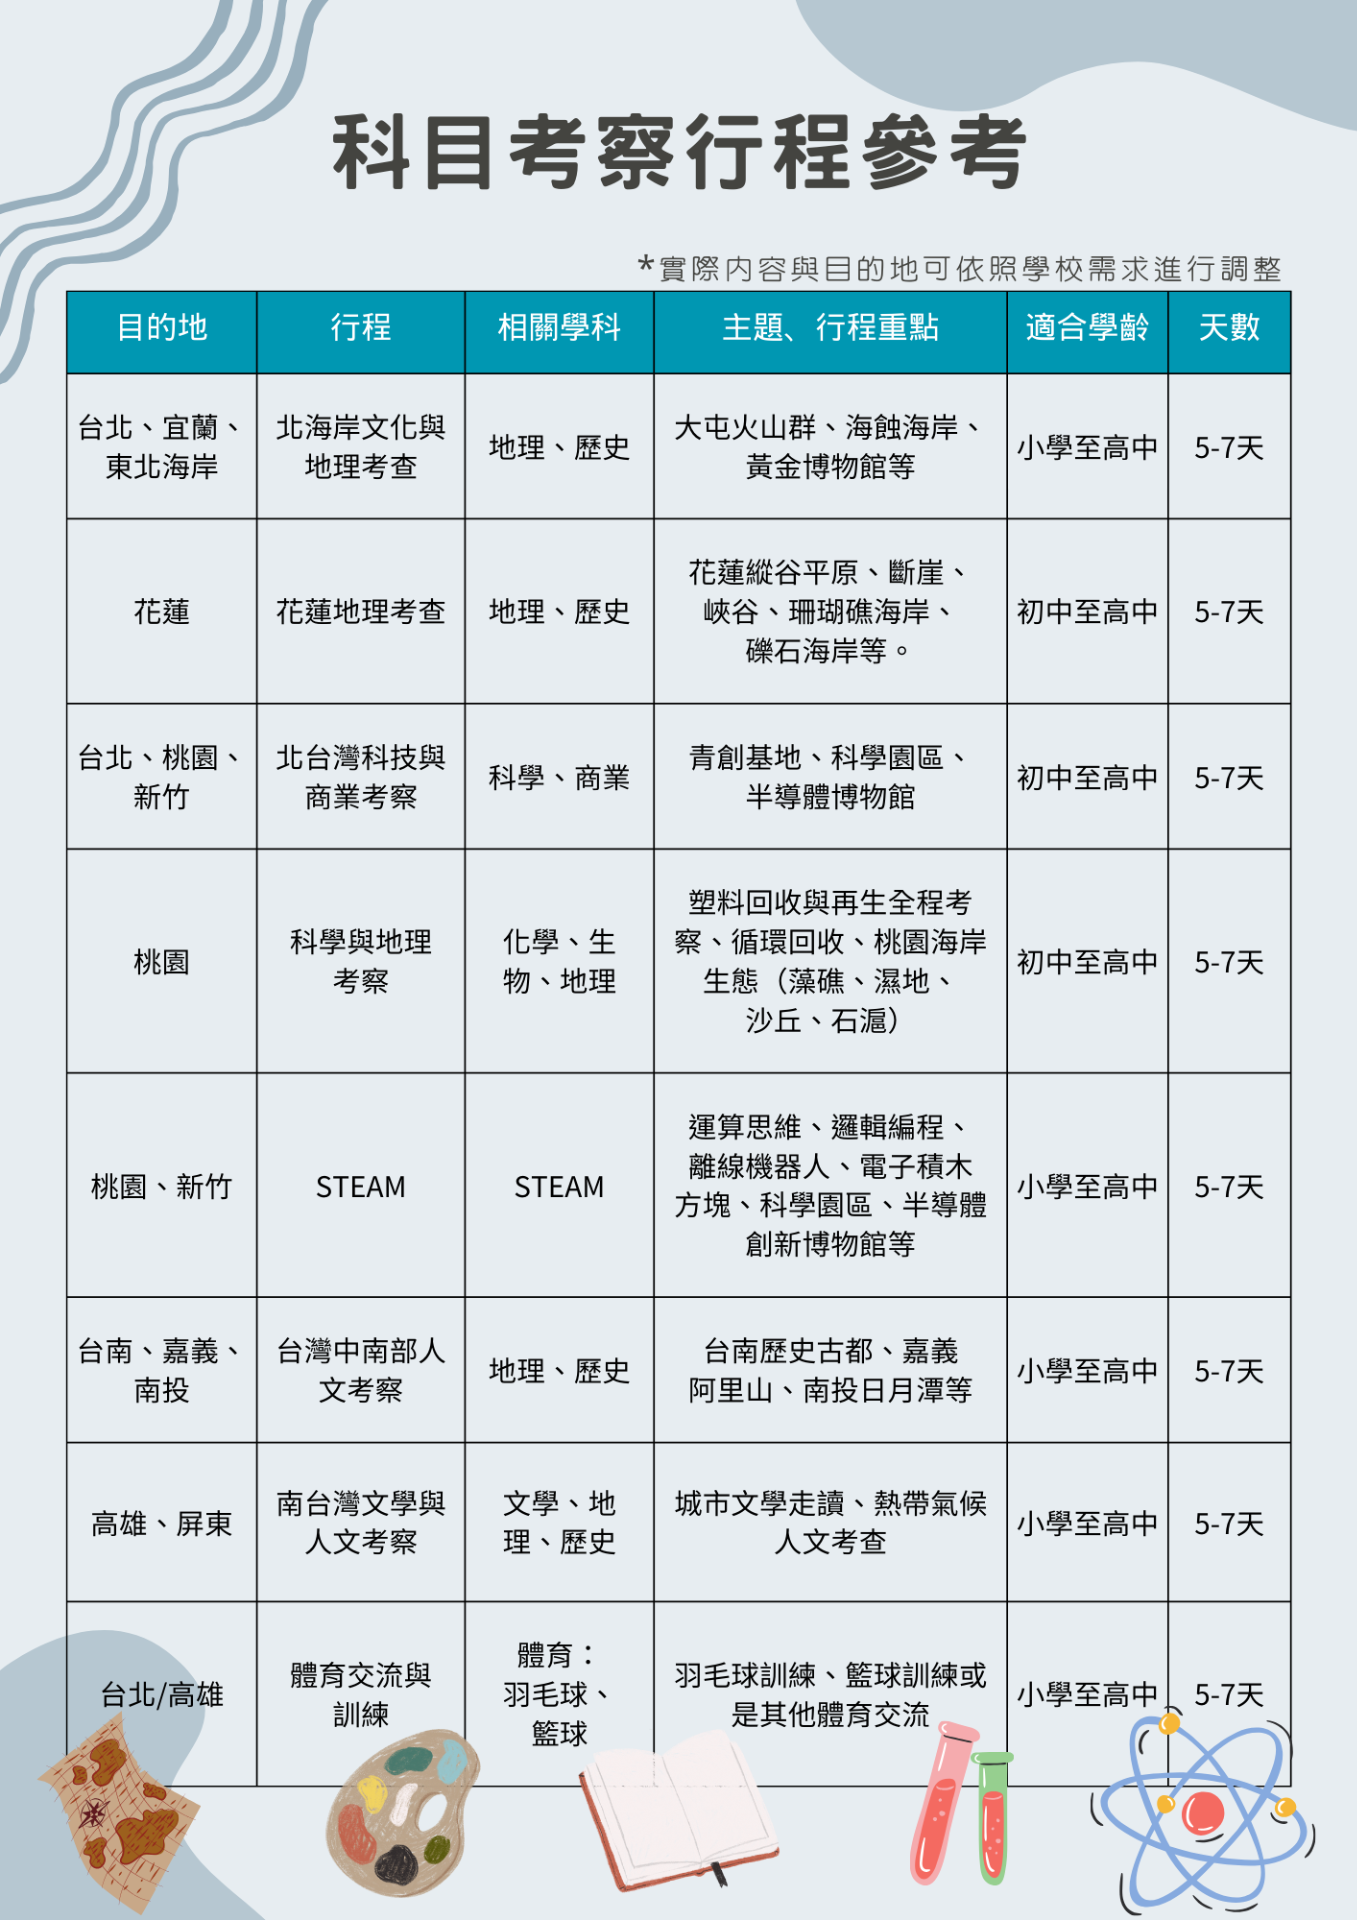 科目考察行程參考
*實際內容與目的地可依照學校需求進行調整
目的地 行程 相關學科 主題、行程重點 適合學齡 天數
台北、宜蘭、
東北海岸
北海岸文化與
地理考查
地理、歷史
大屯火山群、海蝕海岸、
黃金博物館等
小學至高中
5-7天
花蓮
花蓮地理考查
地理、歷史
花蓮縱谷平原、斷崖、
峽谷、珊瑚礁海岸、
礫石海岸等。
初中至高中
5-7天
台北、桃園、
新竹
北台灣科技與
商業考察
科學、商業
青創基地、科學園區、
半導體博物館
初中至高中
5-7天
桃園
科學與地理
考察
化學、生
物、地理
塑料回收與再生全程考
察、循環回收、桃園海岸
生態（藻礁、濕地、
沙丘、石滬）
初中至高中
5-7天
桃園、新竹
STEAM
STEAM
運算思維、邏輯編程、
離線機器人、電子積木
方塊、科學園區、半導體
創新博物館等
小學至高中
5-7天
台南、嘉義、
南投
台灣中南部人
文考察
地理、歷史
台南歷史古都、嘉義
阿里山、南投日月潭等
小學至高中
5-7天
高雄、屏東
南台灣文學與
人文考察
文學、地
理、歷史
城市文學走讀、熱帶氣候
人文考查
小學至高中
5-7天
台北/高雄
體育交流與
訓練
體育：
羽毛球、
籃球
羽毛球訓練、籃球訓練或
是其他體育交流
小學至高中
5-7天